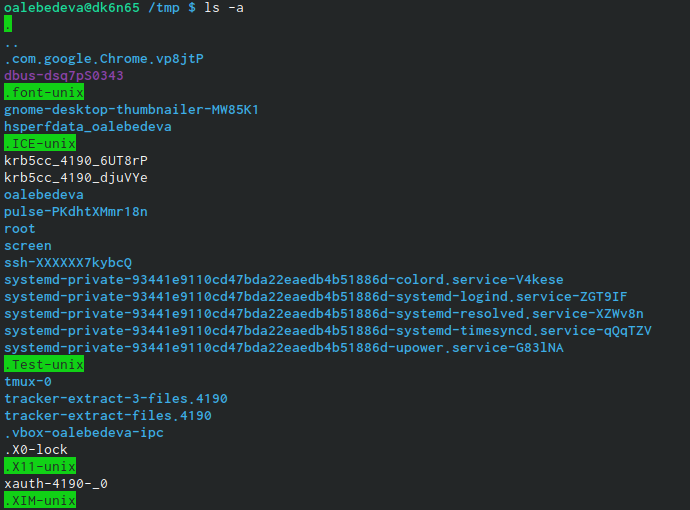 oalebedeva@dk6n65 /tmp $ ls -a
.
..
.com.google.Chrome.vp8jtP
dbus-dsq7pS0343
.font-unix
gnome-desktop-thumbnailer-MW85K1
hsperfdata_oalebedeva
.ICE-unix
krb5cc_4190_6UT8rP
krb5cc_4190_djuVYe
oalebedeva
pulse-PKdhtXMmr18n
root
screen
ssh-XXXXXX7kybcQ
systemd-private-93441e9110cd47bda22eaedb4b51886d-colord.service-V4kese
systemd-private-93441e9110cd47bda22eaedb4b51886d-systemd-logind.service-ZGT9IF
systemd-private-93441e9110cd47bda22eaedb4b51886d-systemd-resolved.service-XZWv8n
systemd-private-93441e9110cd47bda22eaedb4b51886d-systemd-timesyncd.service-qQqTZV
systemd-private-93441e9110cd47bda22eaedb4b51886d-upower.service-G83lNA
.Test-unix
tmux-0
tracker-extract-3-files.4190
tracker-extract-files.4190
.vbox-oalebedeva-ipc
.X0-lock
.X11-unix
xauth-4190-_0
.XIM-unix